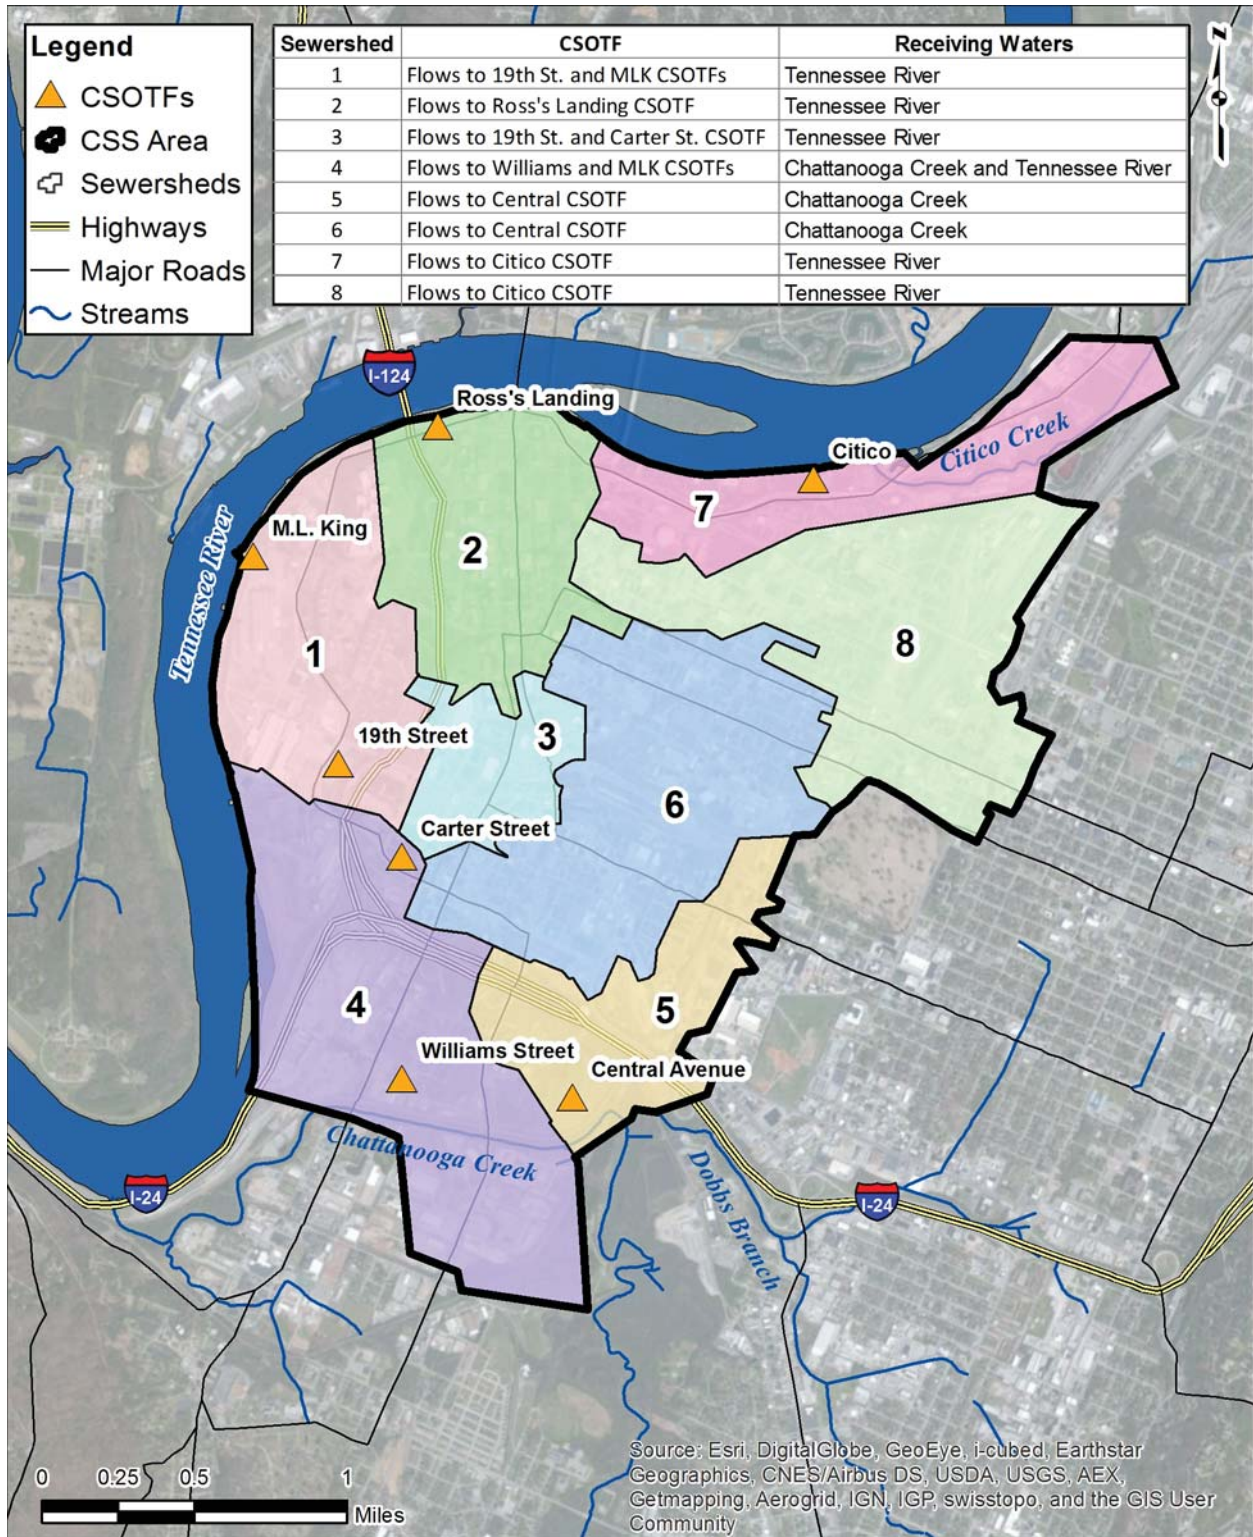 Legend
CSOTFs
CSS Area
Sewersheds
Highways
Major Roads
Streams
Sewershed CSOTF Receiving Waters
1 Flows to 19th St. and MLK CSOTFs Tennessee River
2 Flows to Ross's Landing CSOTF Tennessee River
3 Flows to 19th St. and Carter St. CSOTF Tennessee River
4 Flows to Williams and MLK CSOTFs Chattanooga Creek and Tennessee River
5 Flows to Central CSOTF Chattanooga Creek
6 Flows to Central CSOTF Chattanooga Creek
7 Flows to Citico CSOTF Tennessee River
8 Flows to Citico CSOTF Tennessee River
N
I-124
Ross's Landing
Citico
Citico Creek
7
M.L. King
2
Tennessee River
1
8
19th Street
3
6
Carter Street
4
5
Williams Street
Central Avenue
Chattanooga Creek
Dobbs Branch
I-24
I-24
Source: Esri, DigitalGlobe, GeoEye, i-cubed, Earthstar
Geographics, CNES/Airbus DS, USDA, USGS, AEX,
Getmapping, Aerogrid, IGN, IGP, swisstopo, and the GIS User
Community
0 0.25 0.5 1
Miles